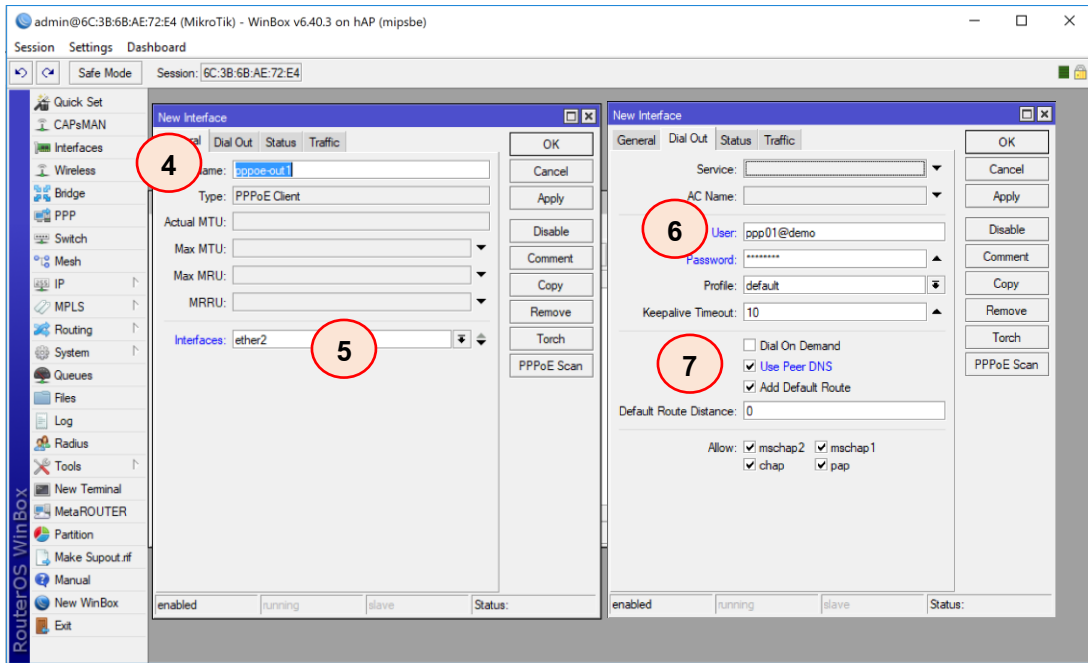 admin@6C:3B:6B:AE:72:E4 (MikroTik) - WinBox v6.40.3 on hAP (mipsbe)
Session Settings Dashboard
Safe Mode Session: 6C:3B:6B:AE:72:E4
RouterOS WinBox
Quick Set
CAPsMAN
Interfaces
Wireless
Bridge
PPP
Switch
Mesh
IP
MPLS
Routing
System
Queues
Files
Log
Radius
Tools
New Terminal
MetaROUTER
Partition
Make Supout.rif
Manual
New WinBox
Exit
New Interface
Dial Out Status Traffic
4
pppoe-out1
Type: PPPoE Client
Actual MTU:
Max MTU:
Max MRU:
MRRU:
Interfaces: ether2
5
OK
Cancel
Apply
Disable
Comment
Copy
Remove
Torch
PPPoE Scan
enabled running slave Status:
New Interface
General Dial Out Status Traffic
Service:
AC Name:
6
User: ppp01@demo
Password: ********
Profile: default
Keepalive Timeout: 10
7
Dial On Demand
Use Peer DNS
Add Default Route
Default Route Distance: 0
Allow: mschap2 mschap1
chap pap
OK
Cancel
Apply
Disable
Comment
Copy
Remove
Torch
PPPoE Scan
enabled running slave Status: